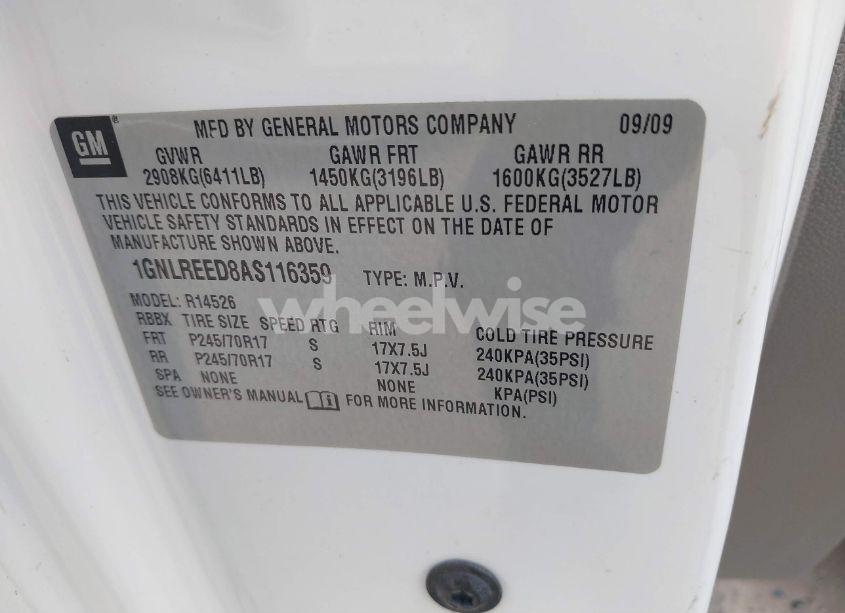 GM
MFD BY GENERAL MOTORS COMPANY 09/09
GVWR GAWR FRT GAWR RR
2908KG(6411LB) 1450KG(3196LB) 1600KG(3527LB)
THIS VEHICLE CONFORMS TO ALL APPLICABLE U.S. FEDERAL MOTOR
VEHICLE SAFETY STANDARDS IN EFFECT ON THE DATE OF
MANUFACTURE SHOWN ABOVE.
1GNLREED8AS116359 TYPE: M.P.V.
MODEL: R14526
wheelwise
RBBX TIRE SIZE SPEED RTG RIM COLD TIRE PRESSURE
FRT P245/70R17 S 17X7.5J 240KPA(35PSI)
RR P245/70R17 S 17X7.5J 240KPA(35PSI)
SPA NONE NONE KPA(PSI)
SEE OWNER'S MANUAL FOR MORE INFORMATION.